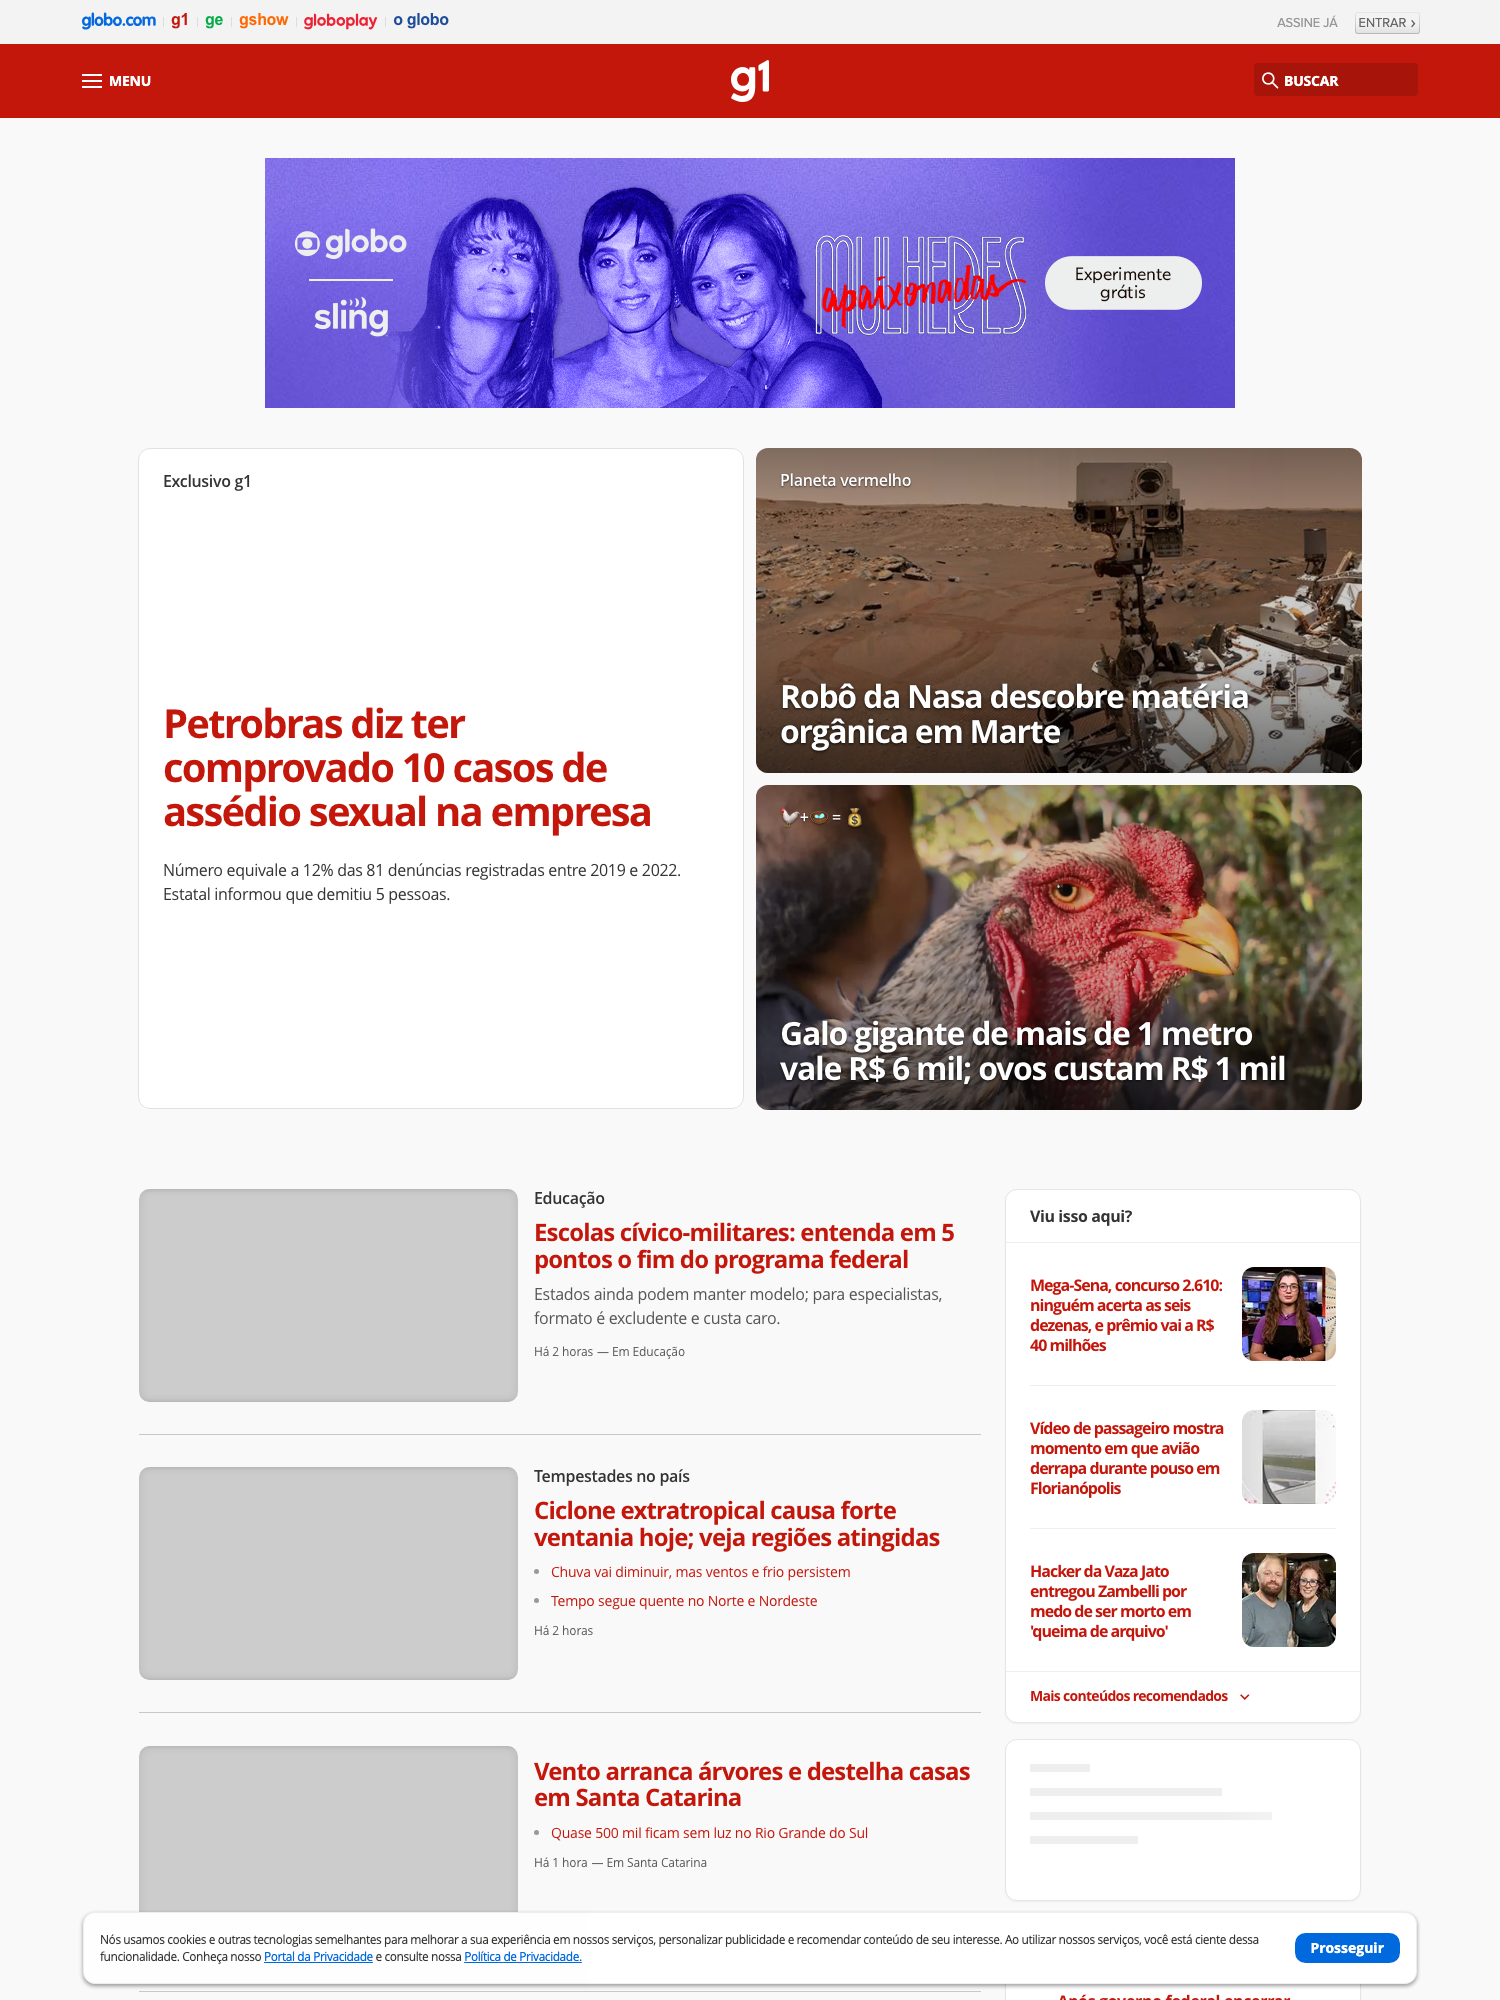 globo.com
g1
ge
gshow
globoplay
o globo
ASSINE JÁ
ENTRAR ›
MENU
g1
BUSCAR
globo
sling
MULHERES
apaixonadas
Experimente
grátis
Exclusivo g1
Petrobras diz ter
comprovado 10 casos de
assédio sexual na empresa
Número equivale a 12% das 81 denúncias registradas entre 2019 e 2022.
Estatal informou que demitiu 5 pessoas.
Planeta vermelho
Robô da Nasa descobre matéria
orgânica em Marte
🐓+🪺 = 💰
Galo gigante de mais de 1 metro
vale R$ 6 mil; ovos custam R$ 1 mil
Educação
Escolas cívico-militares: entenda em 5
pontos o fim do programa federal
Estados ainda podem manter modelo; para especialistas,
formato é excludente e custa caro.
Há 2 horas — Em Educação
Tempestades no país
Ciclone extratropical causa forte
ventania hoje; veja regiões atingidas
Chuva vai diminuir, mas ventos e frio persistem
Tempo segue quente no Norte e Nordeste
Há 2 horas
Vento arranca árvores e destelha casas
em Santa Catarina
Quase 500 mil ficam sem luz no Rio Grande do Sul
Há 1 hora — Em Santa Catarina
Viu isso aqui?
Mega-Sena, concurso 2.610:
ninguém acerta as seis
dezenas, e prêmio vai a R$
40 milhões
Vídeo de passageiro mostra
momento em que avião
derrapa durante pouso em
Florianópolis
Hacker da Vaza Jato
entregou Zambelli por
medo de ser morto em
'queima de arquivo'
Mais conteúdos recomendados
Nós usamos cookies e outras tecnologias semelhantes para melhorar a sua experiência em nossos serviços, personalizar publicidade e recomendar conteúdo de seu interesse. Ao utilizar nossos serviços, você está ciente dessa
funcionalidade. Conheça nosso Portal da Privacidade e consulte nossa Política de Privacidade.
Prosseguir
Após governo federal encerrar